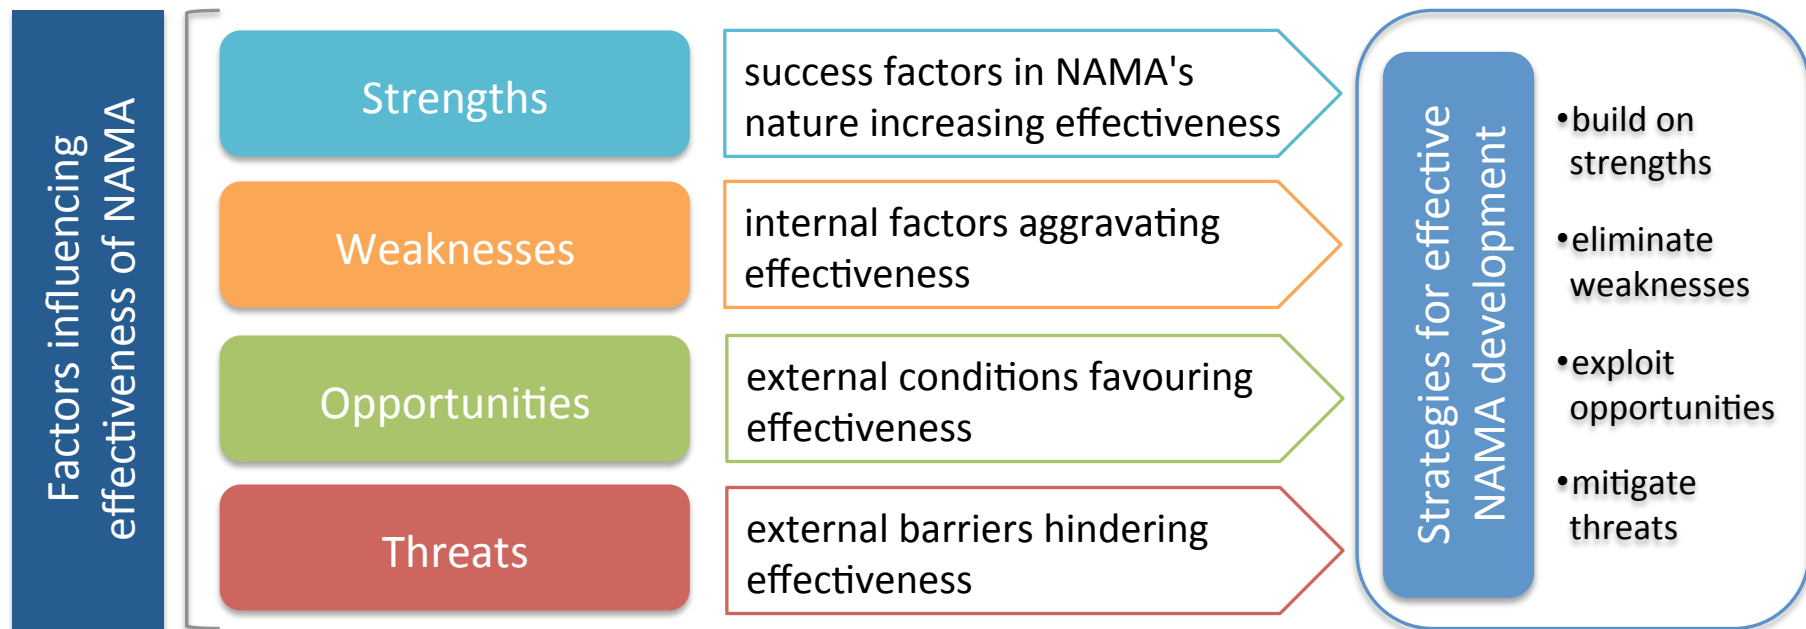 Factors influencing
effectiveness of NAMA
Strengths
success factors in NAMA's
nature increasing effectiveness
Weaknesses
internal factors aggravating
effectiveness
Opportunities
external conditions favouring
effectiveness
Threats
external barriers hindering
effectiveness
Strategies for effective
NAMA development
•build on
strengths
•eliminate
weaknesses
•exploit
opportunities
•mitigate
threats